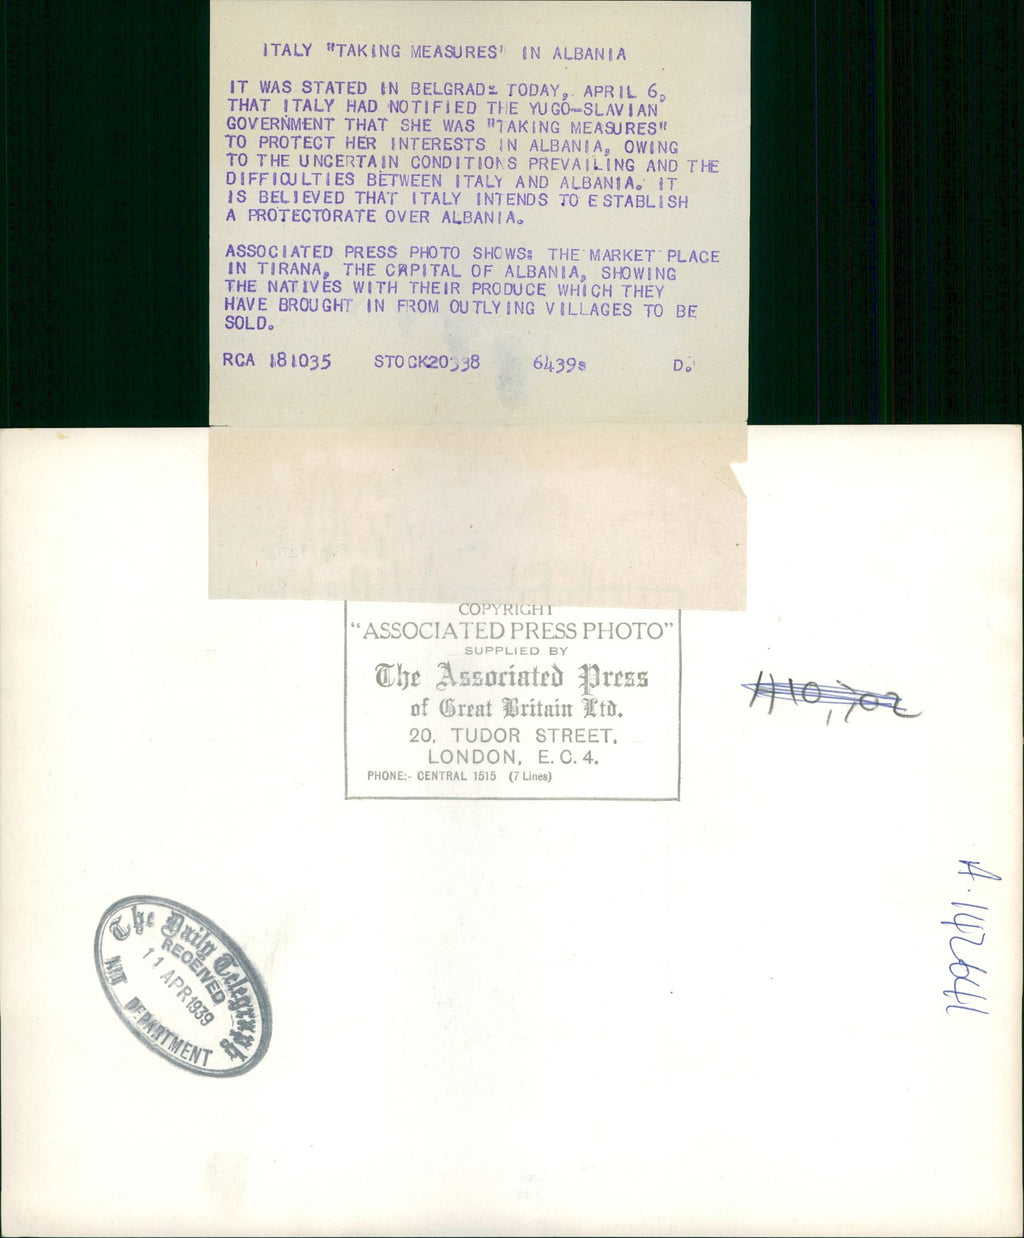 ITALY "TAKING MEASURES" IN ALBANIA
IT WAS STATED IN BELGRADE TODAY, APRIL 6,
THAT ITALY HAD NOTIFIED THE YUGO-SLAVIAN
GOVERNMENT THAT SHE WAS "TAKING MEASURES"
TO PROTECT HER INTERESTS IN ALBANIA, OWING
TO THE UNCERTAIN CONDITIONS PREVAILING AND THE
DIFFICULTIES BETWEEN ITALY AND ALBANIA. IT
IS BELIEVED THAT ITALY INTENDS TO ESTABLISH
A PROTECTORATE OVER ALBANIA.
ASSOCIATED PRESS PHOTO SHOWS: THE MARKET PLACE
IN TIRANA, THE CAPITAL OF ALBANIA, SHOWING
THE NATIVES WITH THEIR PRODUCE WHICH THEY
HAVE BROUGHT IN FROM OUTLYING VILLAGES TO BE
SOLD.
RCA 181035 STOCK20338 6439s D.
COPYRIGHT
"ASSOCIATED PRESS PHOTO"
SUPPLIED BY
The Associated Press
of Great Britain Ltd.
20, TUDOR STREET,
LONDON, E.C.4.
PHONE:- CENTRAL 1515 (7 Lines)
The Daily Telegraph
RECEIVED
11 APR 1939
ART DEPARTMENT